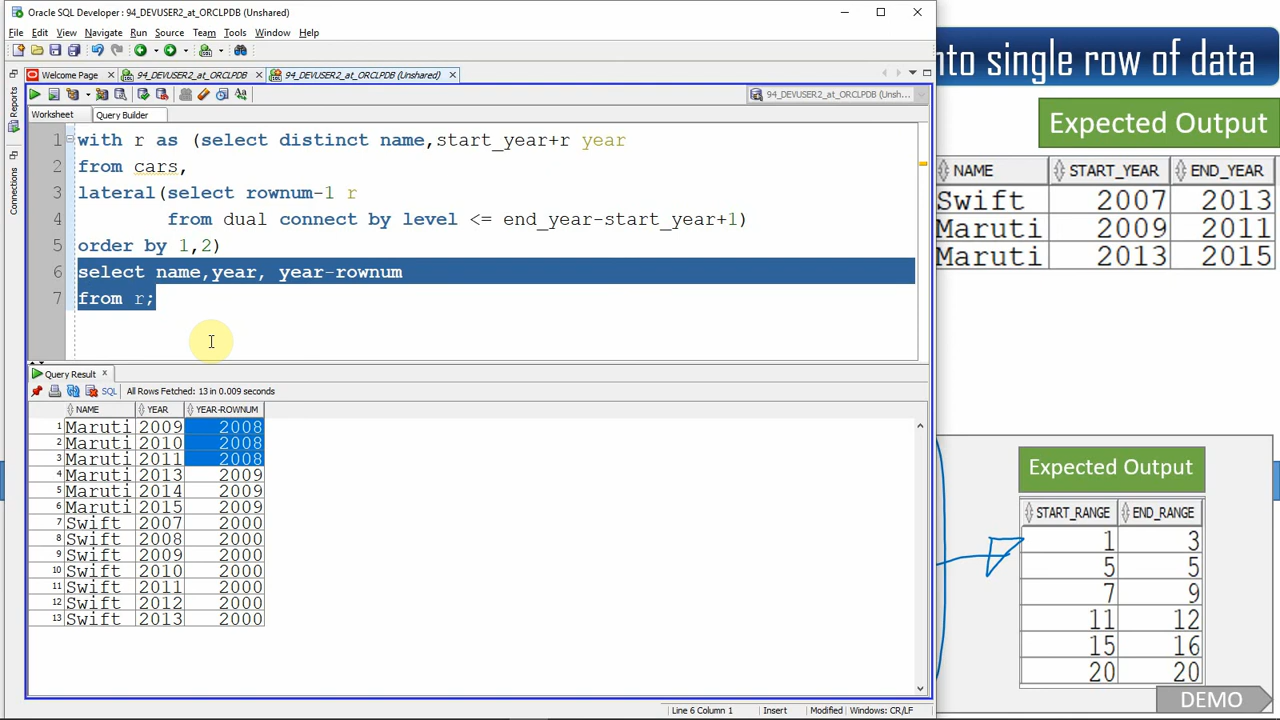 Oracle SQL Developer : 94_DEVUSER2_at_ORCLPDB (Unshared)
File Edit View Navigate Run Source Team Tools Window Help
Welcome Page 94_DEVUSER2_at_ORCLPDB 94_DEVUSER2_at_ORCLPDB (Unshared)
94_DEVUSER2_at_ORCLPDB (Unsh...
Worksheet Query Builder
Reports
Connections
1 with r as (select distinct name,start_year+r year
2 from cars,
3 lateral(select rownum-1 r
4 from dual connect by level <= end_year-start_year+1)
5 order by 1,2)
6 select name,year, year-rownum
7 from r;
Query Result
SQL All Rows Fetched: 13 in 0.009 seconds
NAME YEAR YEAR-ROWNUM
1 Maruti 2009 2008
2 Maruti 2010 2008
3 Maruti 2011 2008
4 Maruti 2013 2009
5 Maruti 2014 2009
6 Maruti 2015 2009
7 Swift 2007 2000
8 Swift 2008 2000
9 Swift 2009 2000
10 Swift 2010 2000
11 Swift 2011 2000
12 Swift 2012 2000
13 Swift 2013 2000
Line 6 Column 1 Insert Modified Windows: CR/LF
nto single row of data
Expected Output
NAME START_YEAR END_YEAR
Swift 2007 2013
Maruti 2009 2011
Maruti 2013 2015
Expected Output
START_RANGE END_RANGE
1 3
5 5
7 9
11 12
15 16
20 20
DEMO